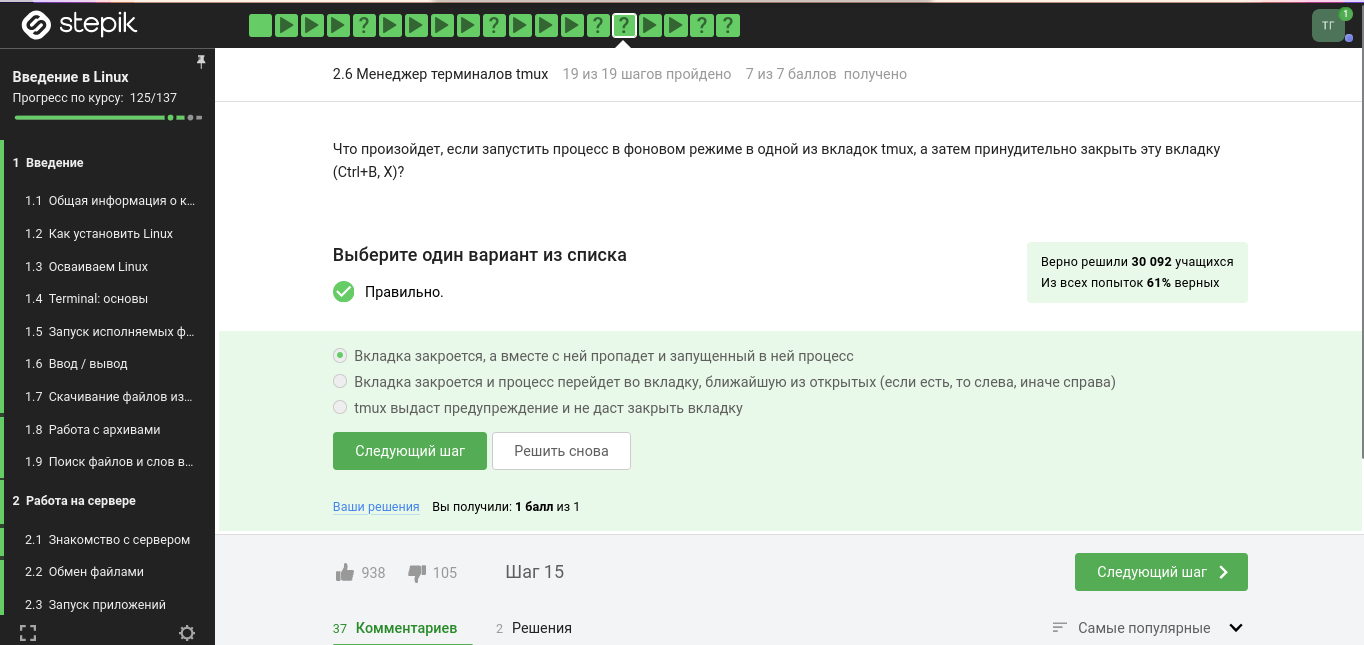 stepik
ТГ
1
Введение в Linux
Прогресс по курсу: 125/137
1 Введение
1.1 Общая информация о к...
1.2 Как установить Linux
1.3 Осваиваем Linux
1.4 Terminal: основы
1.5 Запуск исполняемых ф...
1.6 Ввод / вывод
1.7 Скачивание файлов из...
1.8 Работа с архивами
1.9 Поиск файлов и слов в...
2 Работа на сервере
2.1 Знакомство с сервером
2.2 Обмен файлами
2.3 Запуск приложений
2.6 Менеджер терминалов tmux 19 из 19 шагов пройдено 7 из 7 баллов получено
Что произойдет, если запустить процесс в фоновом режиме в одной из вкладок tmux, а затем принудительно закрыть эту вкладку
(Ctrl+B, X)?
Выберите один вариант из списка
Правильно.
Верно решили 30 092 учащихся
Из всех попыток 61% верных
Вкладка закроется, а вместе с ней пропадет и запущенный в ней процесс
Вкладка закроется и процесс перейдет во вкладку, ближайшую из открытых (если есть, то слева, иначе справа)
tmux выдаст предупреждение и не даст закрыть вкладку
Следующий шаг Решить снова
Ваши решения Вы получили: 1 балл из 1
938 105 Шаг 15 Следующий шаг
37 Комментариев 2 Решения Самые популярные